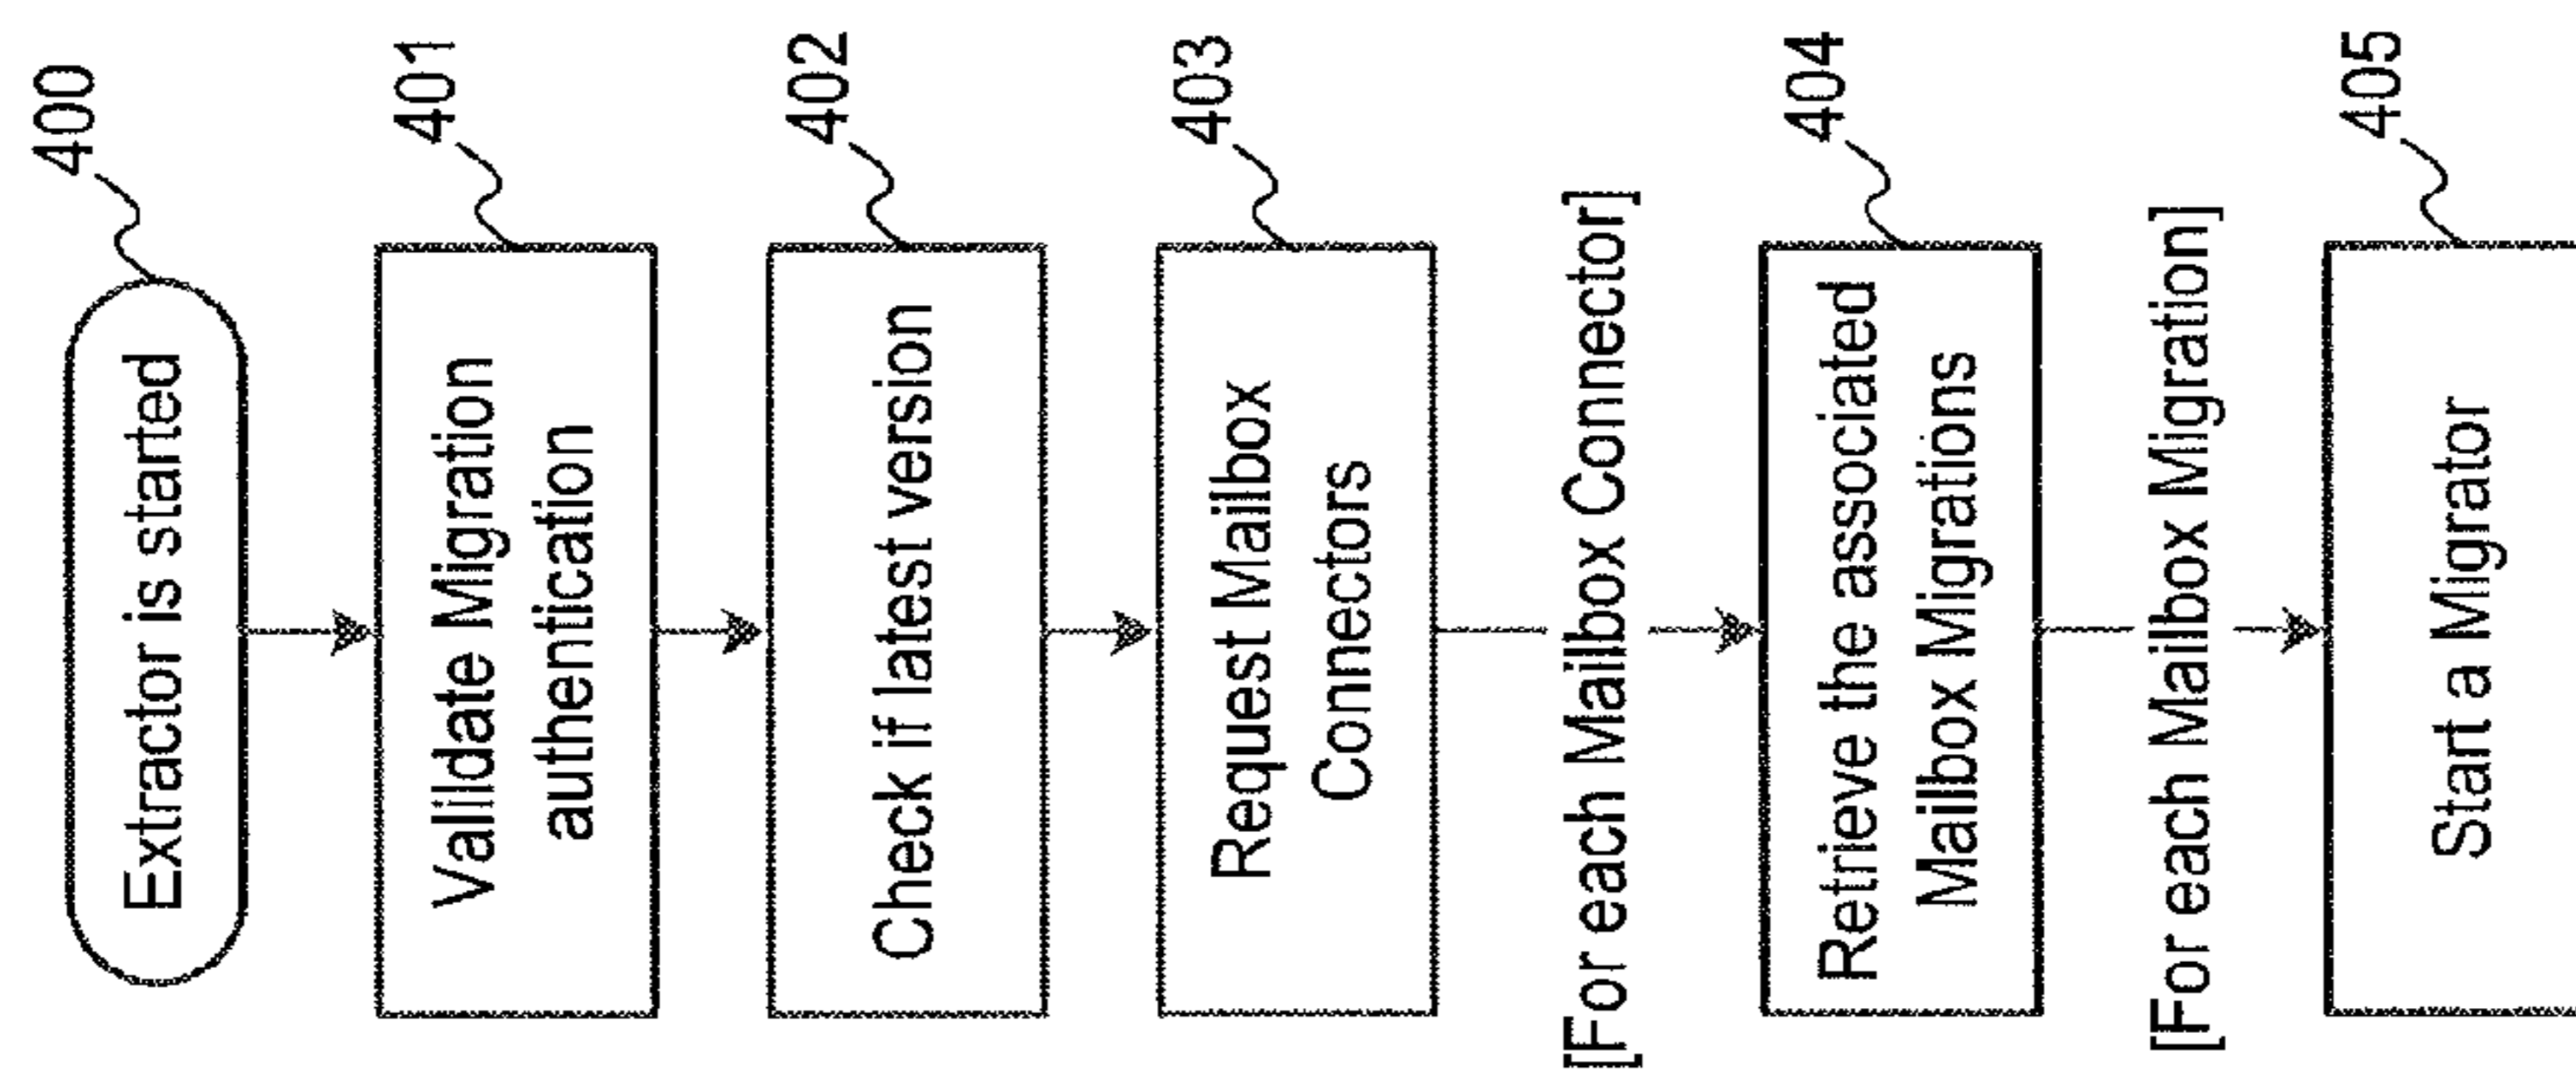 400
Extractor is started
401
Valildate Migration
authentication
402
Check if latest version
403
Request Mailbox
Connectors
[For each Mailbox Connector]
404
Retrieve the associated
Mailbox Migrations
[For each Mailbox Migration]
405
Start a Migrator